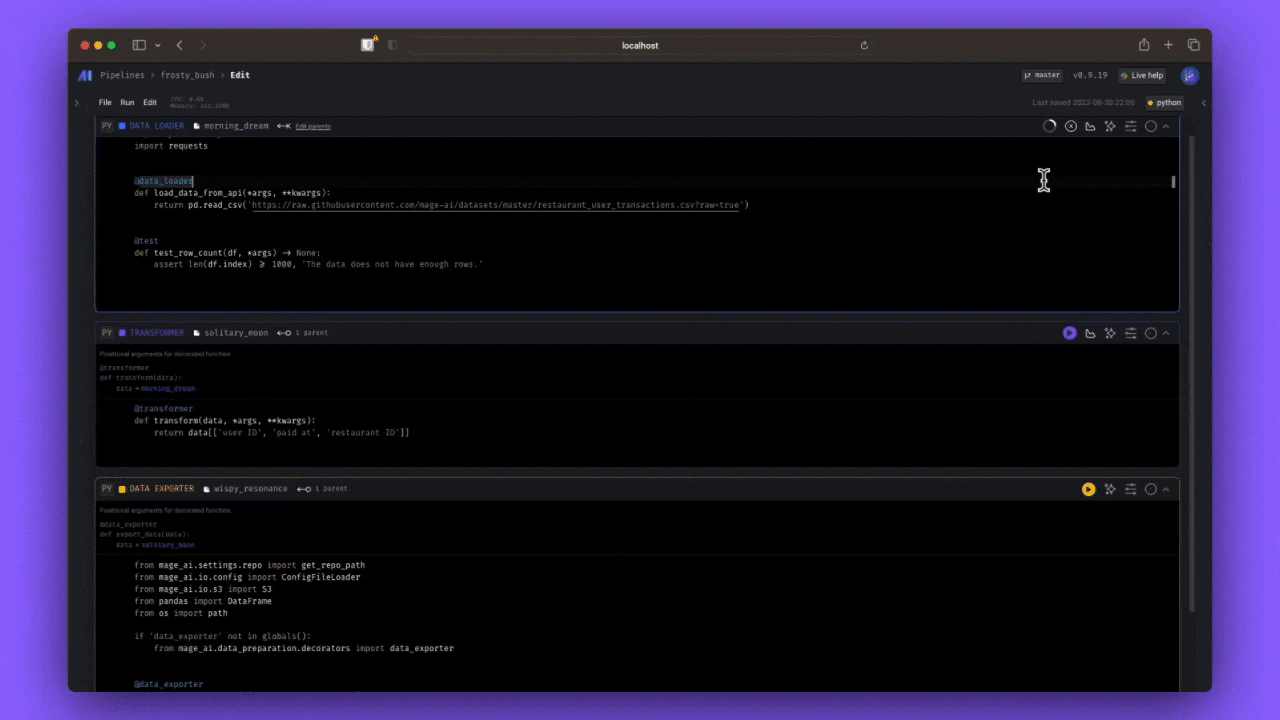 localhost
Pipelines > frosty_bush > Edit
master v0.9.19 Live help
File Run Edit
Last saved 2023-08-30 22:06 python
PY DATA LOADER morning_dream Edit parents
import requests
@data_loader
def load_data_from_api(*args, **kwargs):
return pd.read_csv('https://raw.githubusercontent.com/mage-ai/datasets/master/restaurant_user_transactions.csv?raw=true')
@test
def test_row_count(df, *args) → None:
assert len(df.index) ≥ 1000, 'The data does not have enough rows.'
PY TRANSFORMER solitary_moon 1 parent
Positional arguments for decorated function:
@transformer
def transform(data):
data = morning_dream
@transformer
def transform(data, *args, **kwargs):
return data[['user ID', 'paid at', 'restaurant ID']]
PY DATA EXPORTER wispy_resonance 1 parent
Positional arguments for decorated function:
@data_exporter
def export_data(data):
data = solitary_moon
from mage_ai.settings.repo import get_repo_path
from mage_ai.io.config import ConfigFileLoader
from mage_ai.io.s3 import S3
from pandas import DataFrame
from os import path
if 'data_exporter' not in globals():
from mage_ai.data_preparation.decorators import data_exporter
@data_exporter